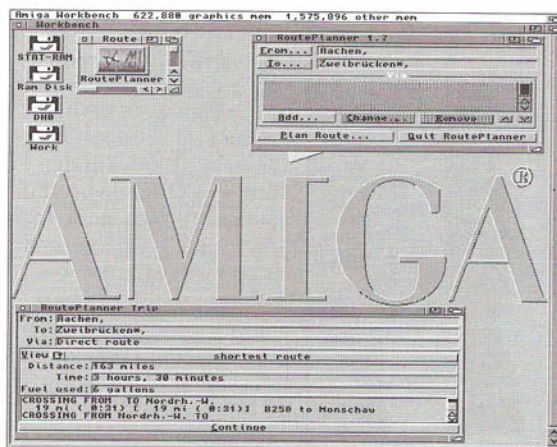 Amiga Workbench 622,880 graphics mem 1,575,896 other mem
Workbench
STAT-RAM
Ram Disk
DH0
Work
Route
RoutePlanner
RoutePlanner 1.7
From... Aachen,
To... Zweibrücken*,
Via
Add... Change... Remove
Plan Route... Quit RoutePlanner
AMIGA®
RoutePlanner Trip
From: Aachen,
To: Zweibrücken*,
Via: Direct route
View shortest route
Distance: 163 miles
Time: 3 hours, 30 minutes
Fuel used: 6 gallons
CROSSING FROM TO Nordrh.-W.
19 mi ( 0:31) [ 19 mi ( 0:31)] B258 to Monschau
CROSSING FROM Nordrh.-W. TO
Continue